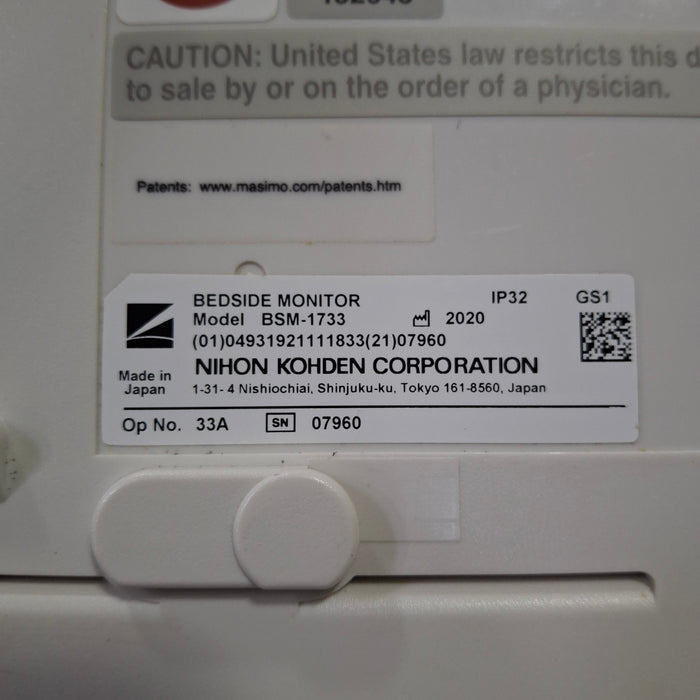 CAUTION: United States law restricts this d
to sale by or on the order of a physician.
Patents: www.masimo.com/patents.htm
BEDSIDE MONITOR IP32 GS1
Model BSM-1733 2020
(01)04931921111833(21)07960
NIHON KOHDEN CORPORATION
Made in
Japan
1-31- 4 Nishiochiai, Shinjuku-ku, Tokyo 161-8560, Japan
Op No. 33A SN 07960